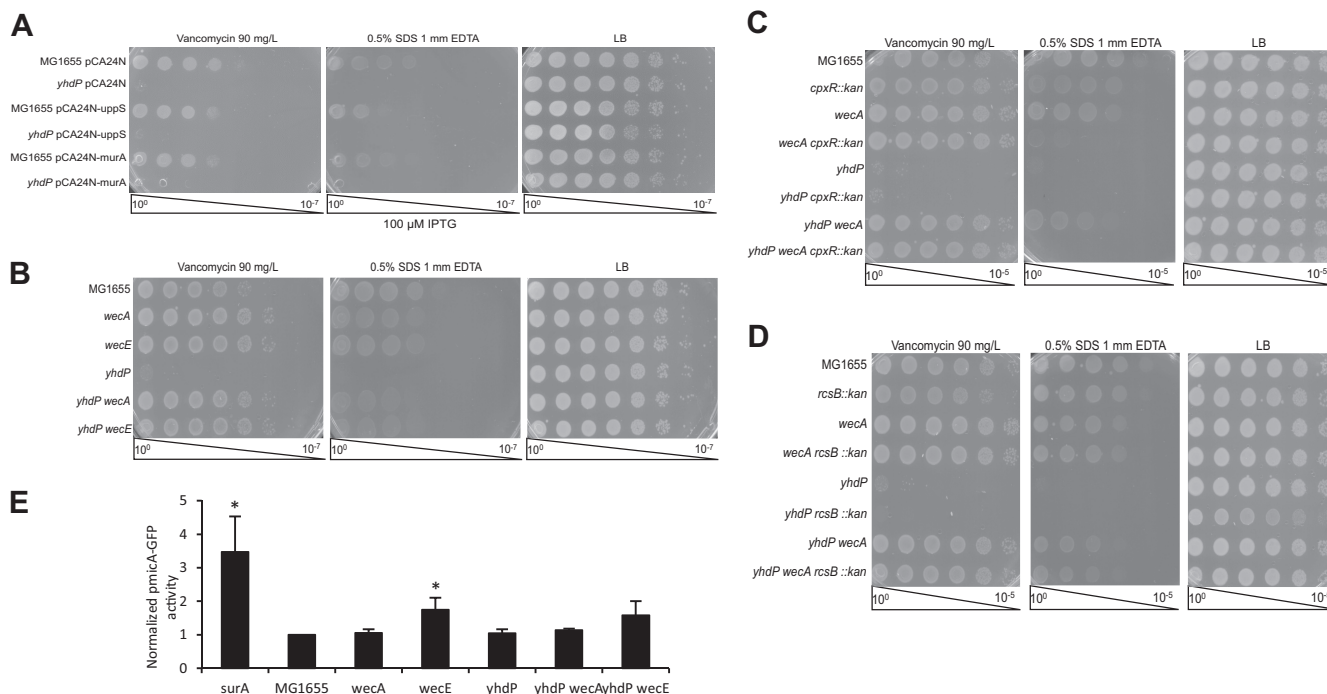 A
Vancomycin 90 mg/L
0.5% SDS 1 mm EDTA
LB
MG1655 pCA24N
yhdP pCA24N
MG1655 pCA24N-uppS
yhdP pCA24N-uppS
MG1655 pCA24N-murA
yhdP pCA24N-murA
10⁰ 10⁻⁷
10⁰ 10⁻⁷
10⁰ 10⁻⁷
100 µM IPTG
B
Vancomycin 90 mg/L
0.5% SDS 1 mm EDTA
LB
MG1655
wecA
wecE
yhdP
yhdP wecA
yhdP wecE
10⁰ 10⁻⁷
10⁰ 10⁻⁷
10⁰ 10⁻⁷
C
Vancomycin 90 mg/L
0.5% SDS 1 mm EDTA
LB
MG1655
cpxR::kan
wecA
wecA cpxR::kan
yhdP
yhdP cpxR::kan
yhdP wecA
yhdP wecA cpxR::kan
10⁰ 10⁻⁵
10⁰ 10⁻⁵
10⁰ 10⁻⁵
D
Vancomycin 90 mg/L
0.5% SDS 1 mm EDTA
LB
MG1655
rcsB::kan
wecA
wecA rcsB ::kan
yhdP
yhdP rcsB ::kan
yhdP wecA
yhdP wecA rcsB ::kan
10⁰ 10⁻⁵
10⁰ 10⁻⁵
10⁰ 10⁻⁵
E
Normalized pmicA-GFP
activity
5
4
3
2
1
0
*
*
surA MG1655 wecA wecE yhdP yhdP wecA yhdP wecE